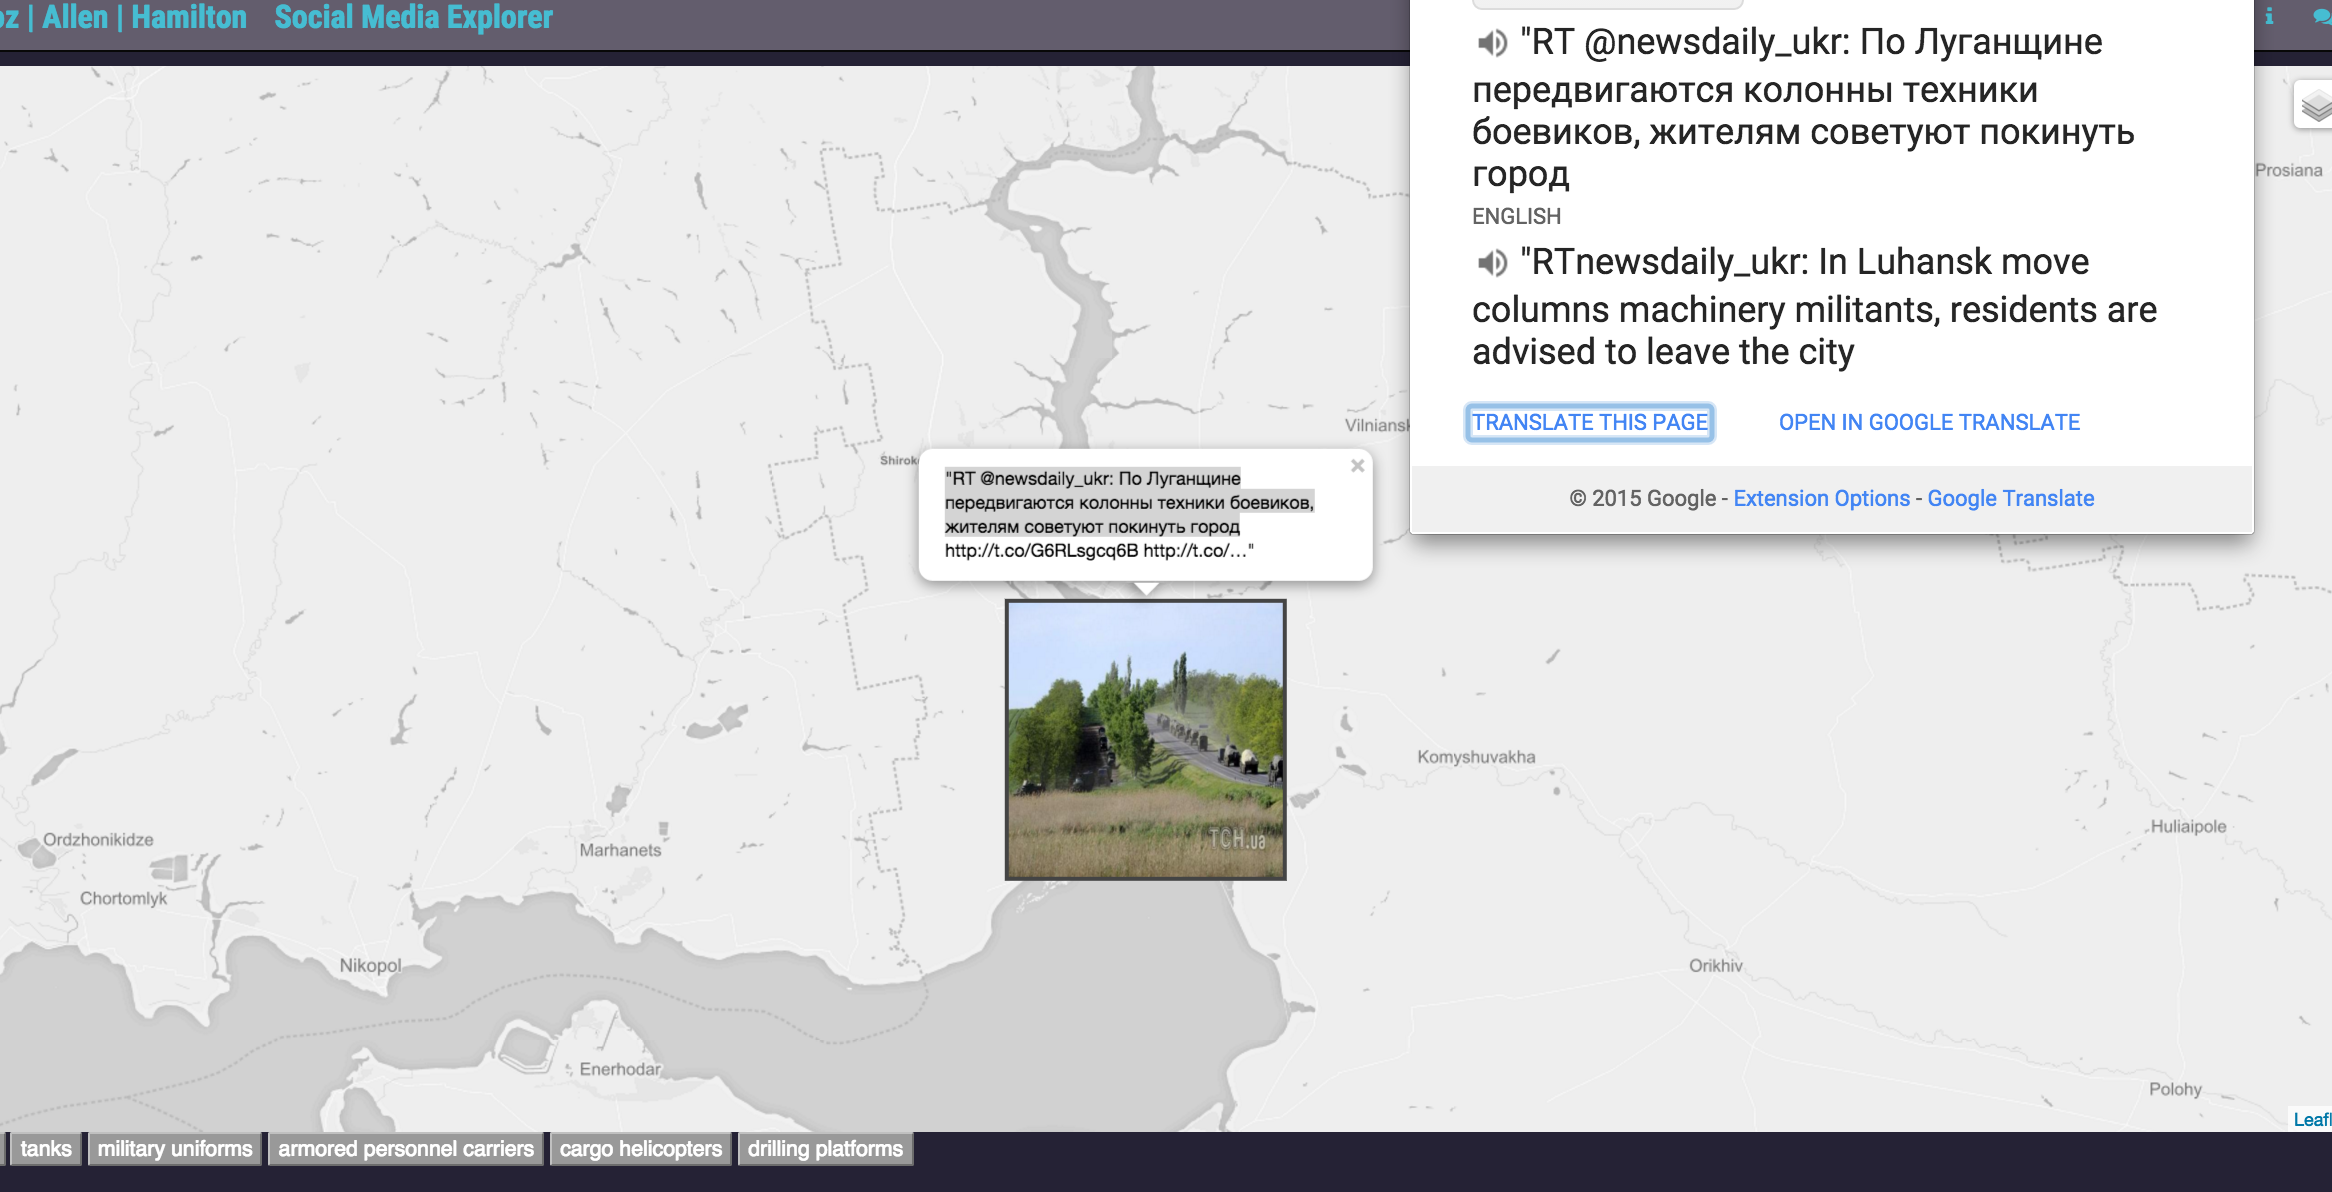 oz | Allen | Hamilton Social Media Explorer
"RT @newsdaily_ukr: По Луганщине
передвигаются колонны техники
боевиков, жителям советуют покинуть
город
ENGLISH
"RTnewsdaily_ukr: In Luhansk move
columns machinery militants, residents are
advised to leave the city
TRANSLATE THIS PAGE OPEN IN GOOGLE TRANSLATE
© 2015 Google - Extension Options - Google Translate
Prosiana
Vilniansk
Shiroko
"RT @newsdaily_ukr: По Луганщине
передвигаются колонны техники боевиков,
жителям советуют покинуть город
http://t.co/G6RLsgcq6B http://t.co/…"
TCH.ua
Komyshuvakha
Huliaipole
Ordzhonikidze
Marhanets
Chortomlyk
Nikopol
Orikhiv
Enerhodar
Polohy
Leafl
tanks military uniforms armored personnel carriers cargo helicopters drilling platforms